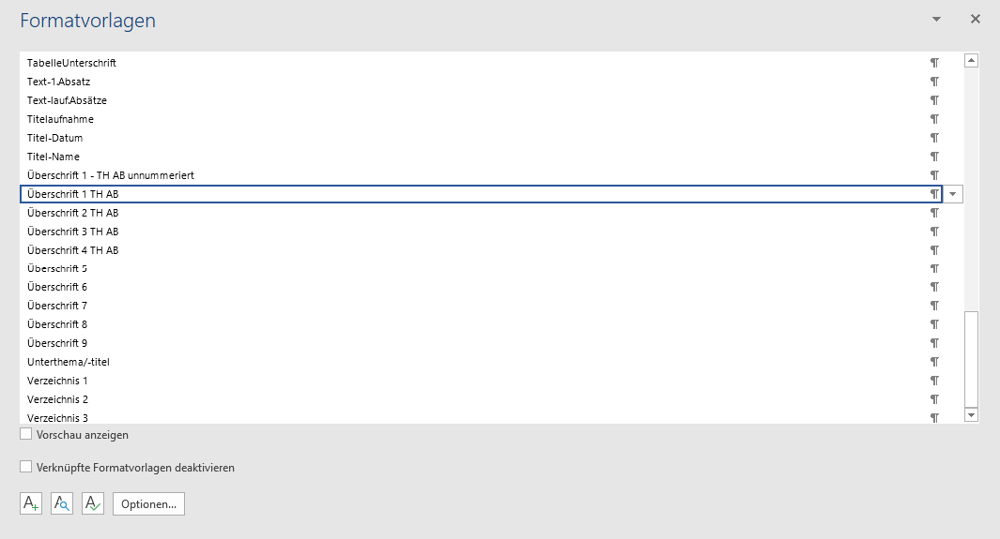 Formatvorlagen
TabelleUnterschrift
Text-1.Absatz
Text-lauf.Absätze
Titelaufnahme
Titel-Datum
Titel-Name
Überschrift 1 - TH AB unnummeriert
Überschrift 1 TH AB
Überschrift 2 TH AB
Überschrift 3 TH AB
Überschrift 4 TH AB
Überschrift 5
Überschrift 6
Überschrift 7
Überschrift 8
Überschrift 9
Unterthema/-titel
Verzeichnis 1
Verzeichnis 2
Verzeichnis 3
Vorschau anzeigen
Verknüpfte Formatvorlagen deaktivieren
Optionen...